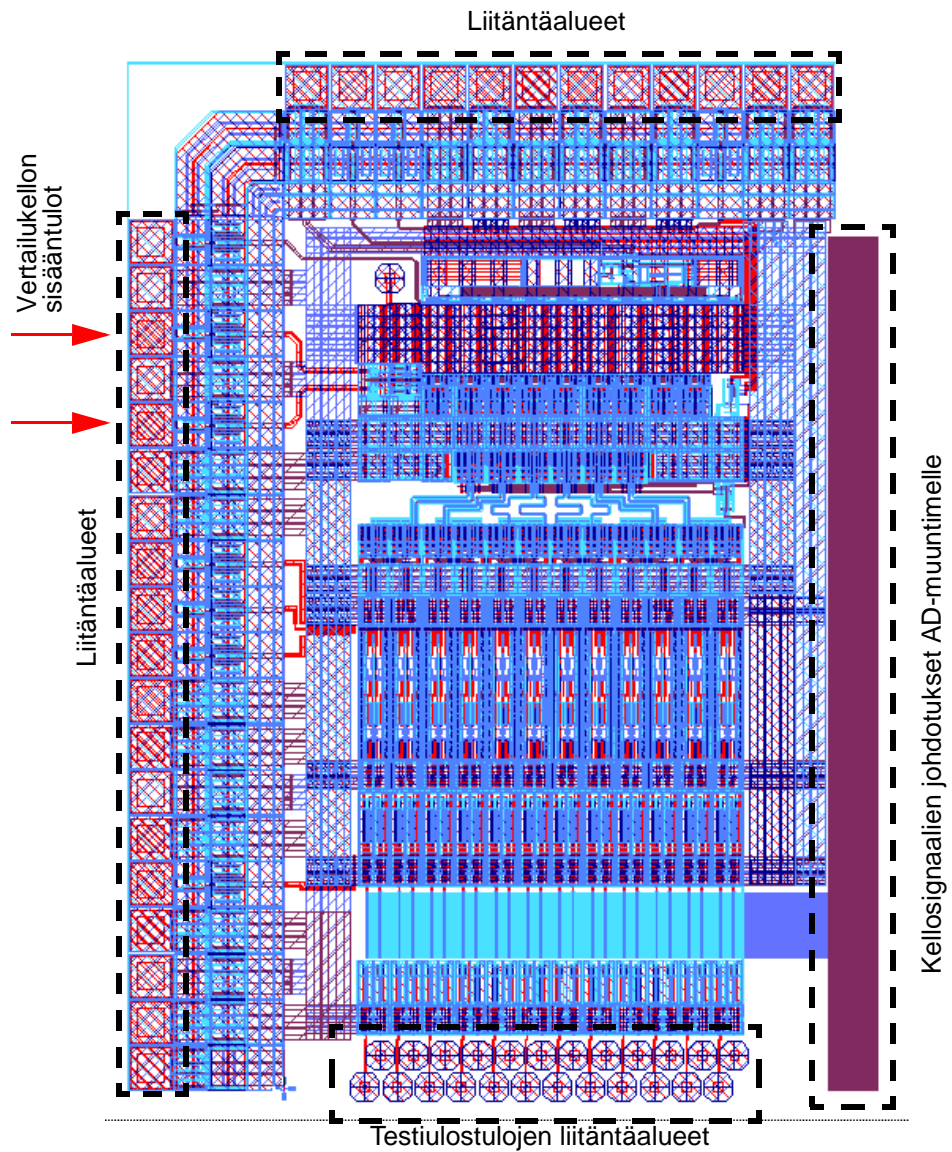 Liitäntäalueet
Vertailukellon
sisääntulot
Liitäntäalueet
Kellosignaalien johdotukset AD-muuntimelle
Testiulostulojen liitäntäalueet